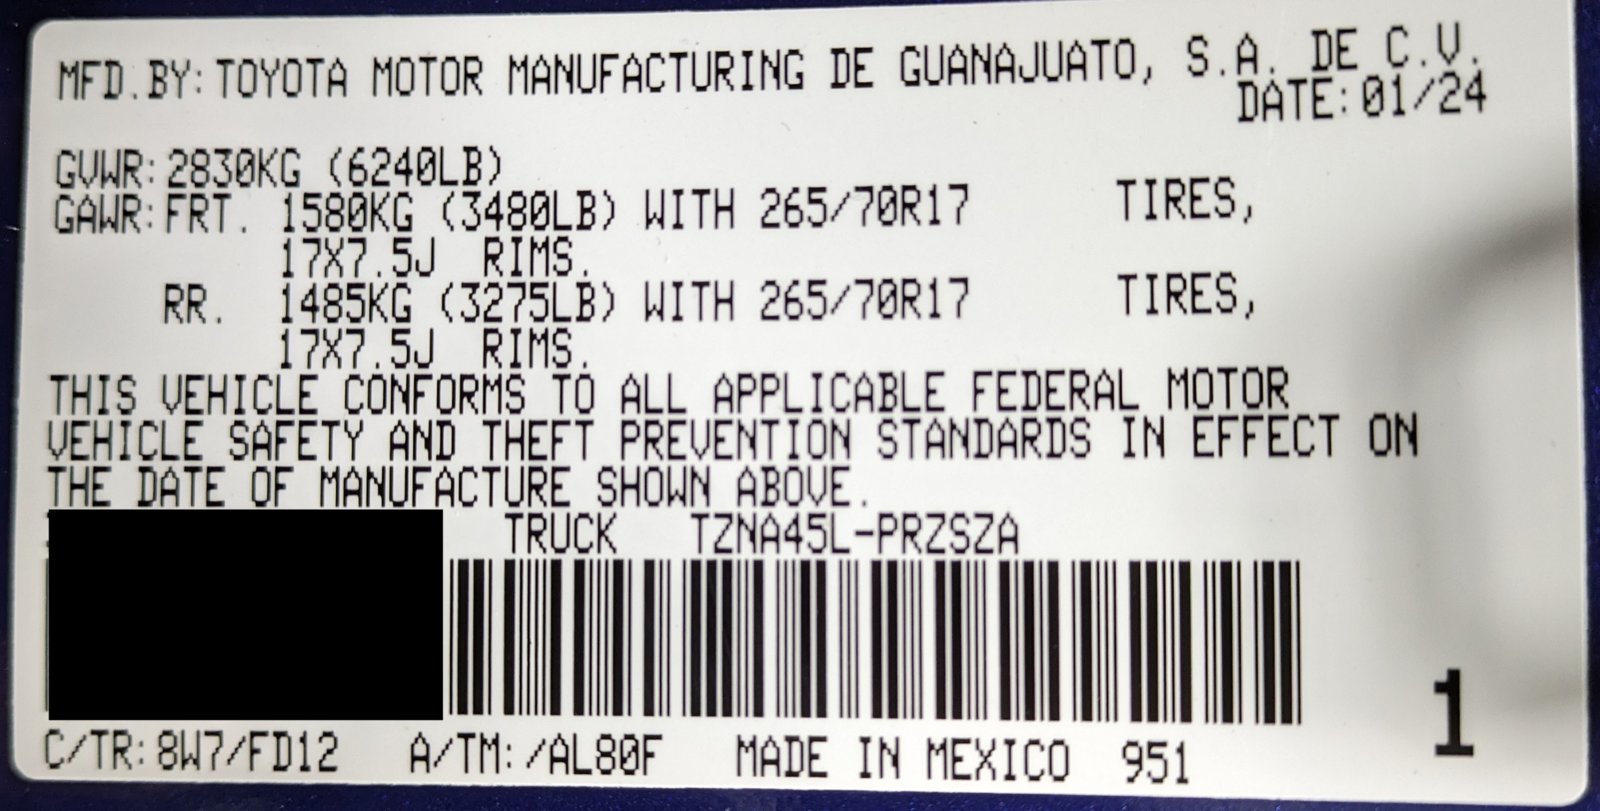 MFD.BY: TOYOTA MOTOR MANUFACTURING DE GUANAJUATO, S.A. DE C.V.
DATE: 01/24
GVWR: 2830KG (6240LB)
GAWR: FRT. 1580KG (3480LB) WITH 265/70R17 TIRES,
17X7.5J RIMS.
RR. 1485KG (3275LB) WITH 265/70R17 TIRES,
17X7.5J RIMS.
THIS VEHICLE CONFORMS TO ALL APPLICABLE FEDERAL MOTOR
VEHICLE SAFETY AND THEFT PREVENTION STANDARDS IN EFFECT ON
THE DATE OF MANUFACTURE SHOWN ABOVE.
TRUCK TZNA45L-PRZSZA
1
C/TR: 8W7/FD12 A/TM: /AL80F MADE IN MEXICO 951